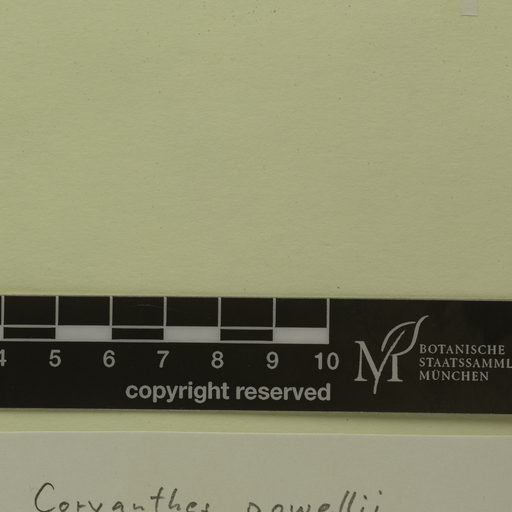 4 5 6 7 8 9 10
copyright reserved
BOTANISCHE
STAATSSAMML
MÜNCHEN
Coryanthes powellii